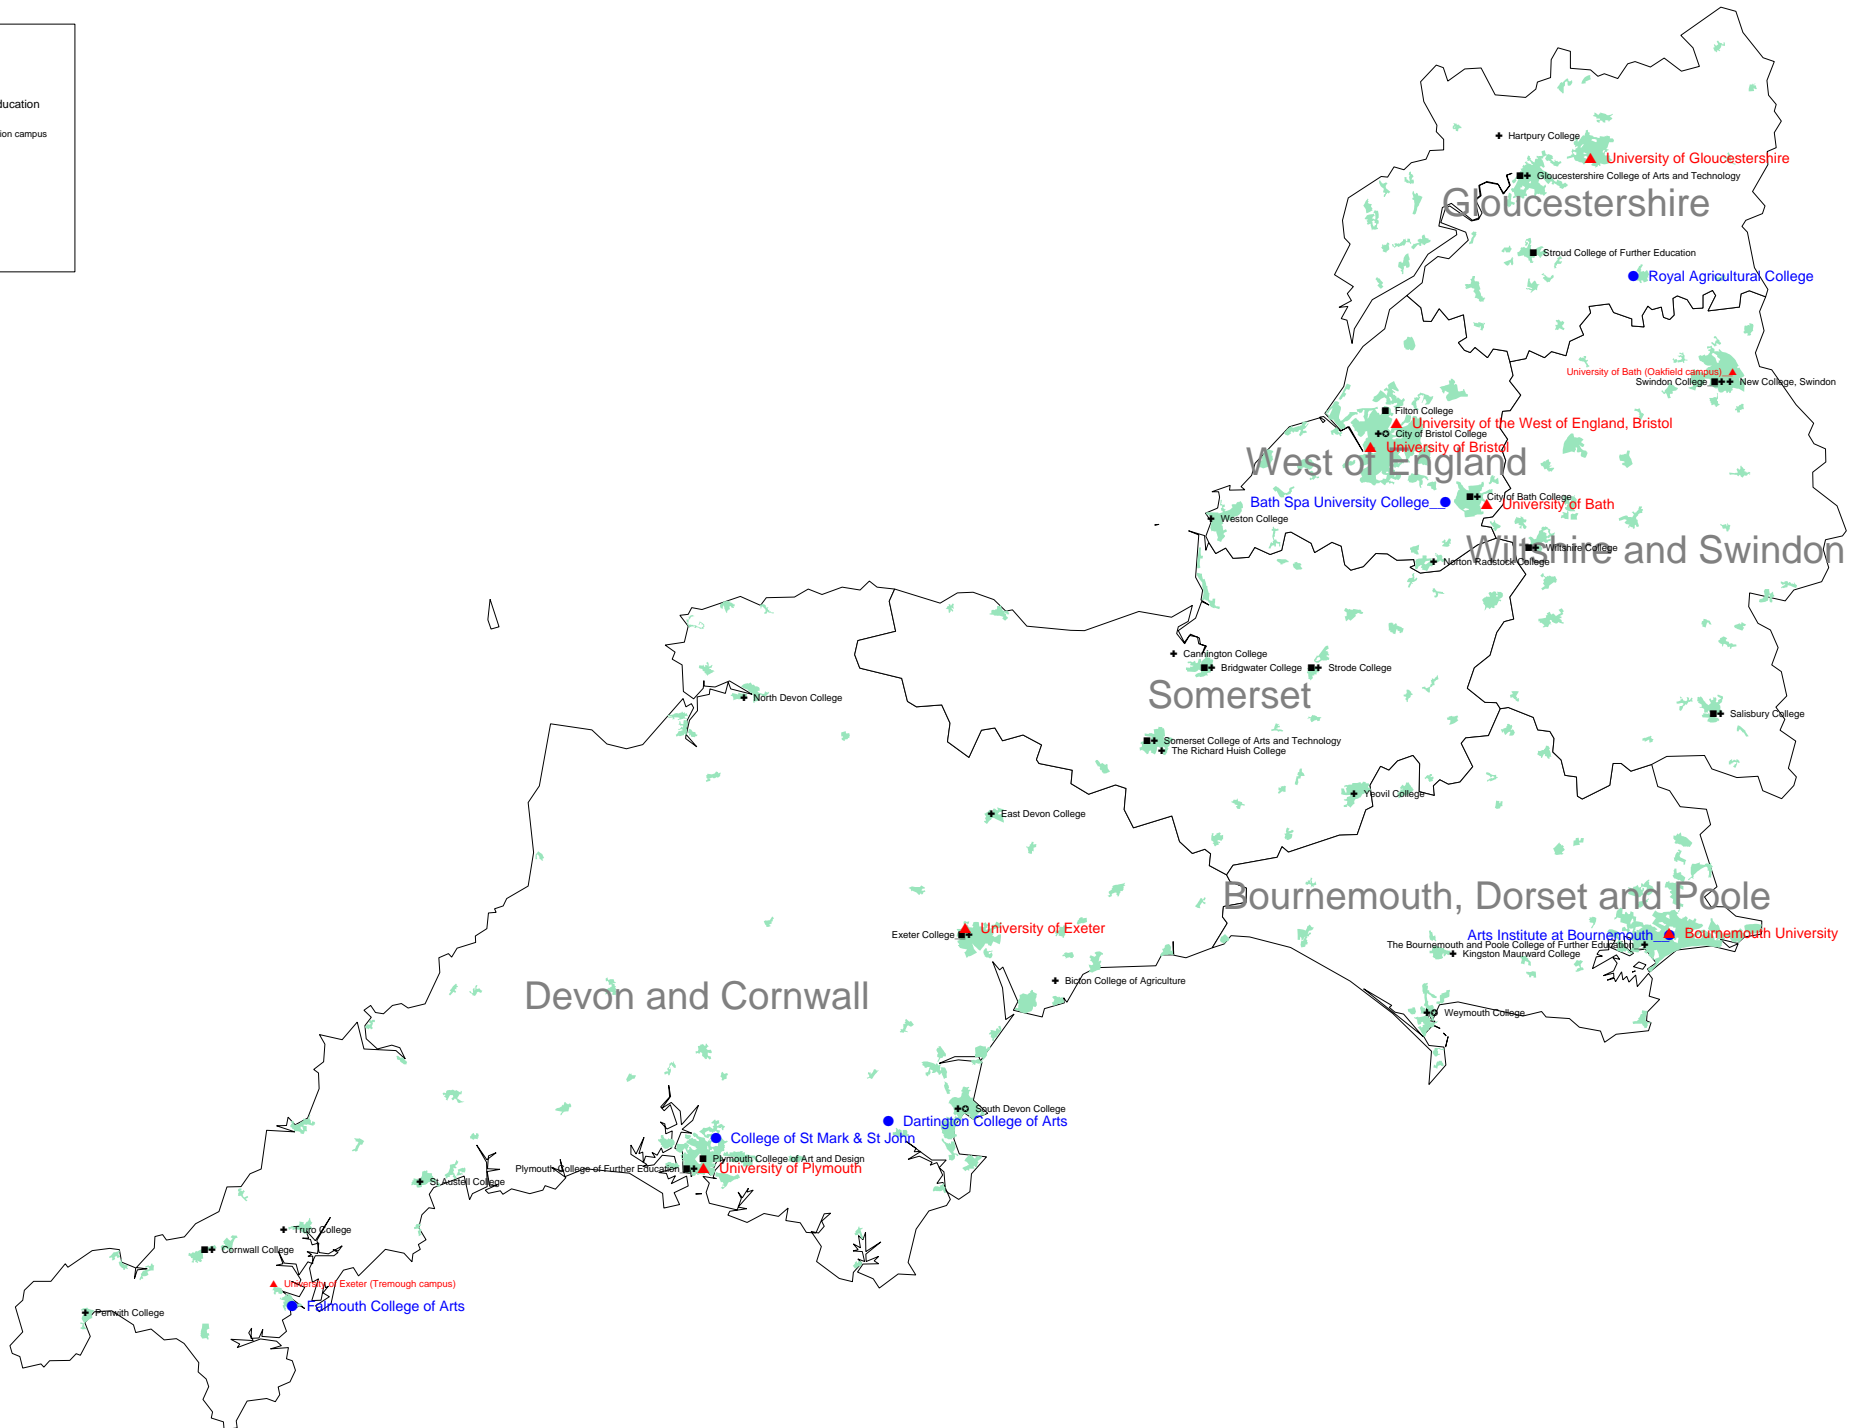 ducation
ion campus
Hartpury College
University of Gloucestershire
Gloucestershire College of Arts and Technology
Gloucestershire
Stroud College of Further Education
Royal Agricultural College
University of Bath (Oakfield campus)
Swindon College
New College, Swindon
Filton College
University of the West of England, Bristol
City of Bristol College
University of Bristol
West of England
Bath Spa University College
City of Bath College
University of Bath
Weston College
Wiltshire and Swindon
Wiltshire College
Norton Radstock College
Cannington College
Bridgwater College
Strode College
Somerset
North Devon College
Salisbury College
Somerset College of Arts and Technology
The Richard Huish College
Yeovil College
East Devon College
Bournemouth, Dorset and Poole
University of Exeter
Exeter College
Arts Institute at Bournemouth
Bournemouth University
The Bournemouth and Poole College of Further Education
Kingston Maurward College
Bicton College of Agriculture
Devon and Cornwall
Weymouth College
South Devon College
Dartington College of Arts
College of St Mark & St John
Plymouth College of Art and Design
Plymouth College of Further Education
University of Plymouth
St Austell College
Truro College
Cornwall College
University of Exeter (Tremough campus)
Falmouth College of Arts
Penwith College